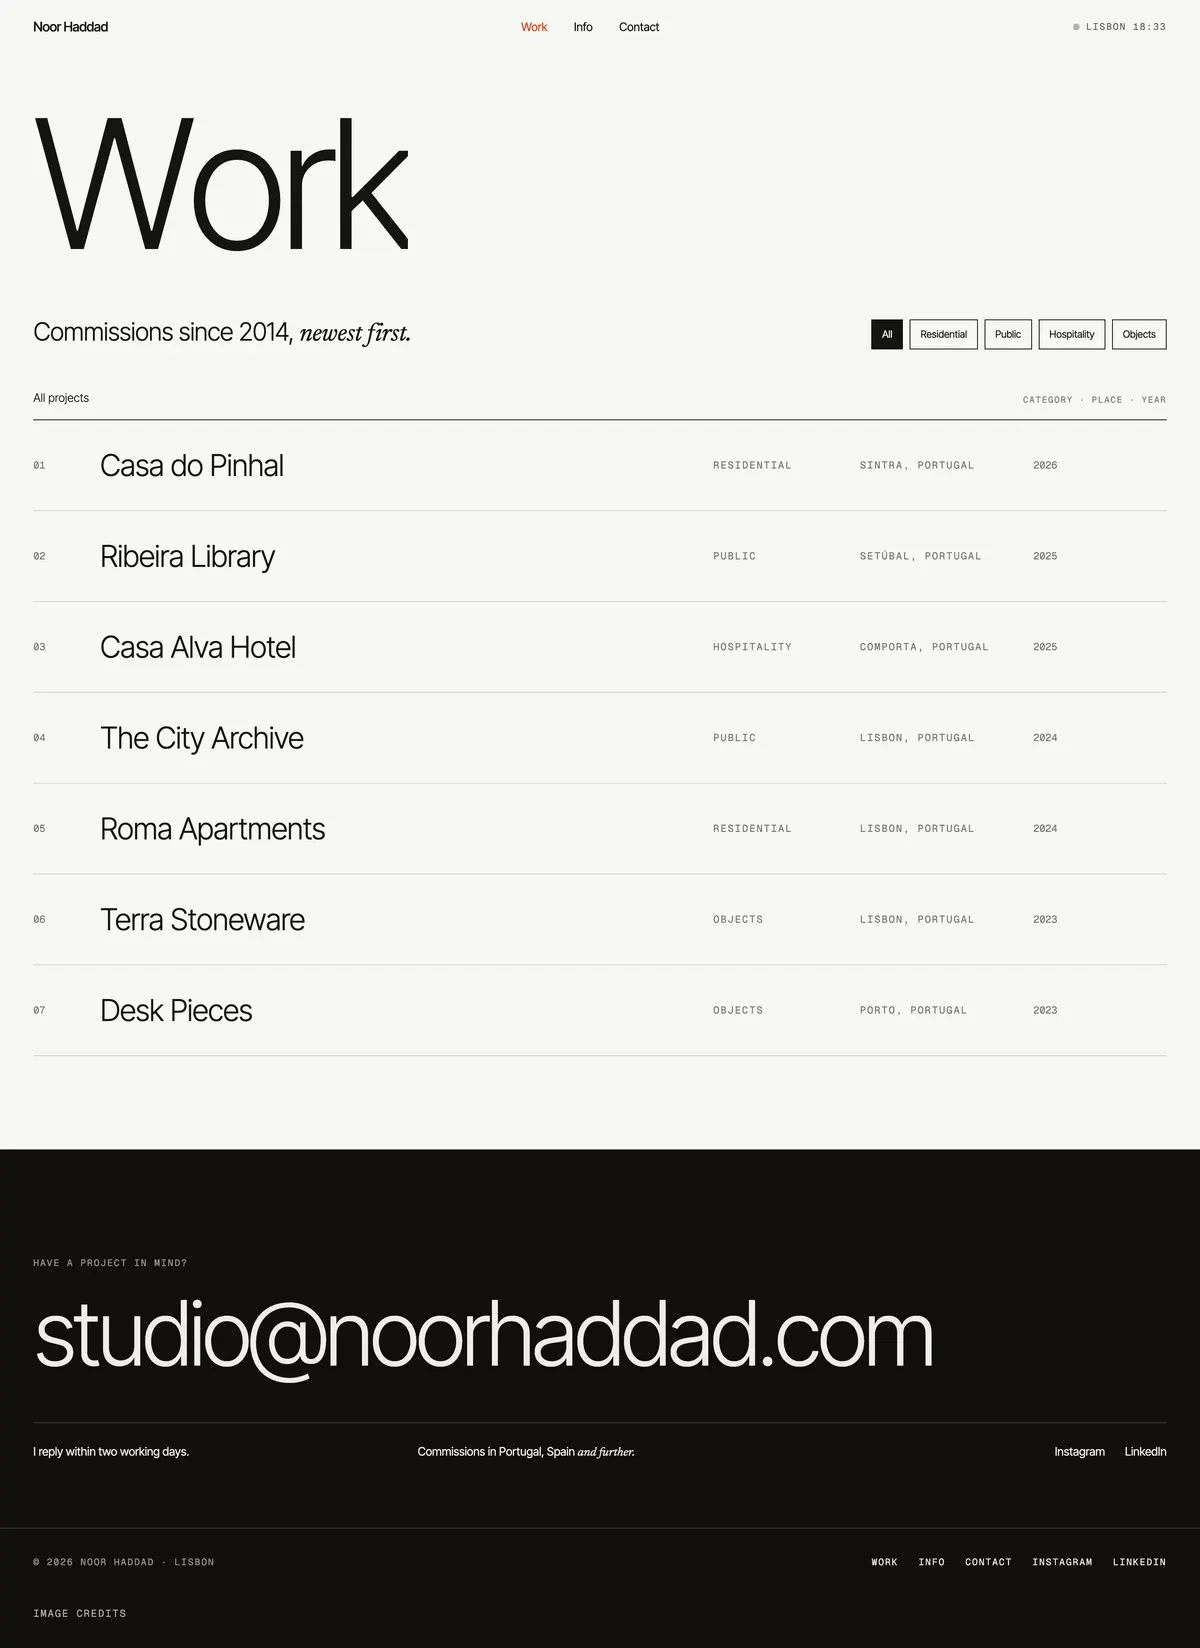 Noor Haddad
Work Info Contact
LISBON 18:33
Work
Commissions since 2014, newest first.
All Residential Public Hospitality Objects
All projects
CATEGORY · PLACE · YEAR
01 Casa do Pinhal RESIDENTIAL SINTRA, PORTUGAL 2026
02 Ribeira Library PUBLIC SETÚBAL, PORTUGAL 2025
03 Casa Alva Hotel HOSPITALITY COMPORTA, PORTUGAL 2025
04 The City Archive PUBLIC LISBON, PORTUGAL 2024
05 Roma Apartments RESIDENTIAL LISBON, PORTUGAL 2024
06 Terra Stoneware OBJECTS LISBON, PORTUGAL 2023
07 Desk Pieces OBJECTS PORTO, PORTUGAL 2023
HAVE A PROJECT IN MIND?
studio@noorhaddad.com
I reply within two working days.
Commissions in Portugal, Spain and further.
Instagram LinkedIn
© 2026 NOOR HADDAD · LISBON
WORK INFO CONTACT INSTAGRAM LINKEDIN
IMAGE CREDITS